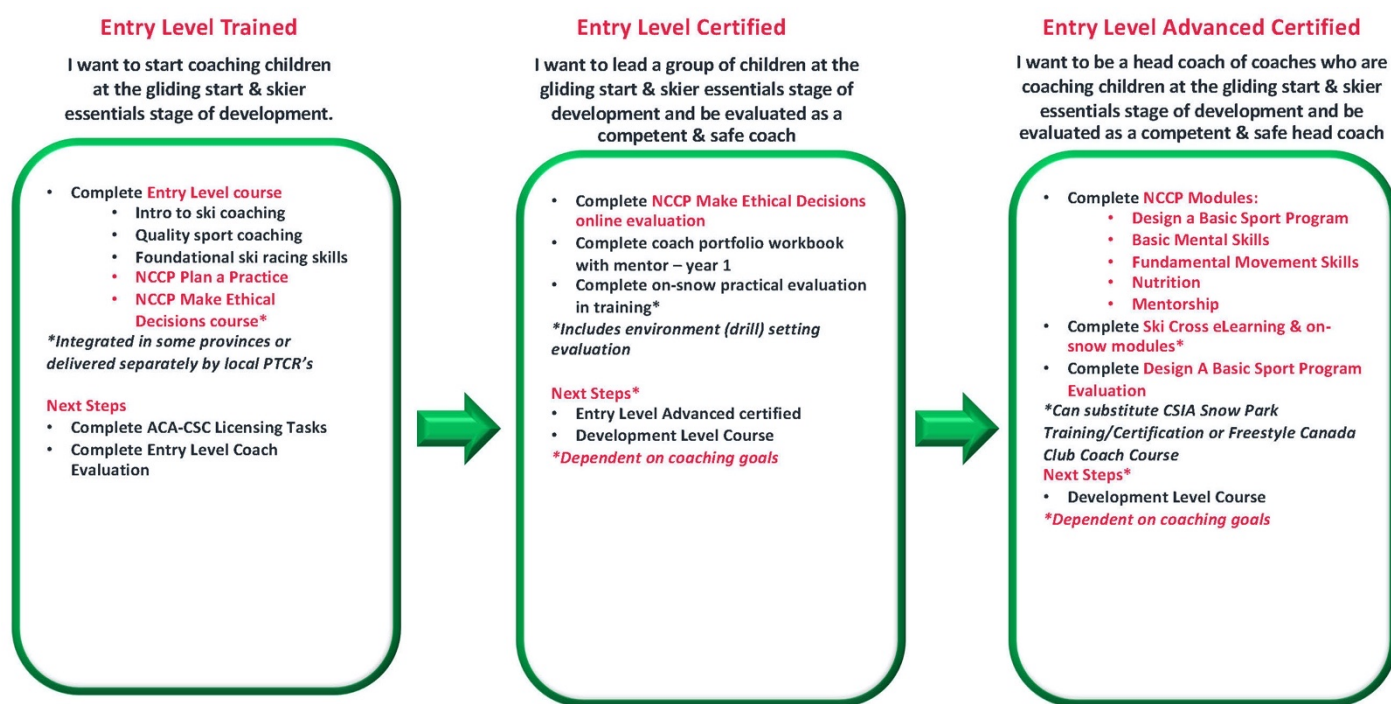 Entry Level Trained
I want to start coaching children
at the gliding start & skier
essentials stage of development.
• Complete Entry Level course
• Intro to ski coaching
• Quality sport coaching
• Foundational ski racing skills
• NCCP Plan a Practice
• NCCP Make Ethical
Decisions course*
*Integrated in some provinces or
delivered separately by local PTCR’s
Next Steps
• Complete ACA-CSC Licensing Tasks
• Complete Entry Level Coach
Evaluation
Entry Level Certified
I want to lead a group of children at the
gliding start & skier essentials stage of
development and be evaluated as a
competent & safe coach
• Complete NCCP Make Ethical Decisions
online evaluation
• Complete coach portfolio workbook
with mentor – year 1
• Complete on-snow practical evaluation
in training*
*Includes environment (drill) setting
evaluation
Next Steps*
• Entry Level Advanced certified
• Development Level Course
*Dependent on coaching goals
Entry Level Advanced Certified
I want to be a head coach of coaches who are
coaching children at the gliding start & skier
essentials stage of development and be
evaluated as a competent & safe head coach
• Complete NCCP Modules:
• Design a Basic Sport Program
• Basic Mental Skills
• Fundamental Movement Skills
• Nutrition
• Mentorship
• Complete Ski Cross eLearning & on-
snow modules*
• Complete Design A Basic Sport Program
Evaluation
*Can substitute CSIA Snow Park
Training/Certification or Freestyle Canada
Club Coach Course
Next Steps*
• Development Level Course
*Dependent on coaching goals